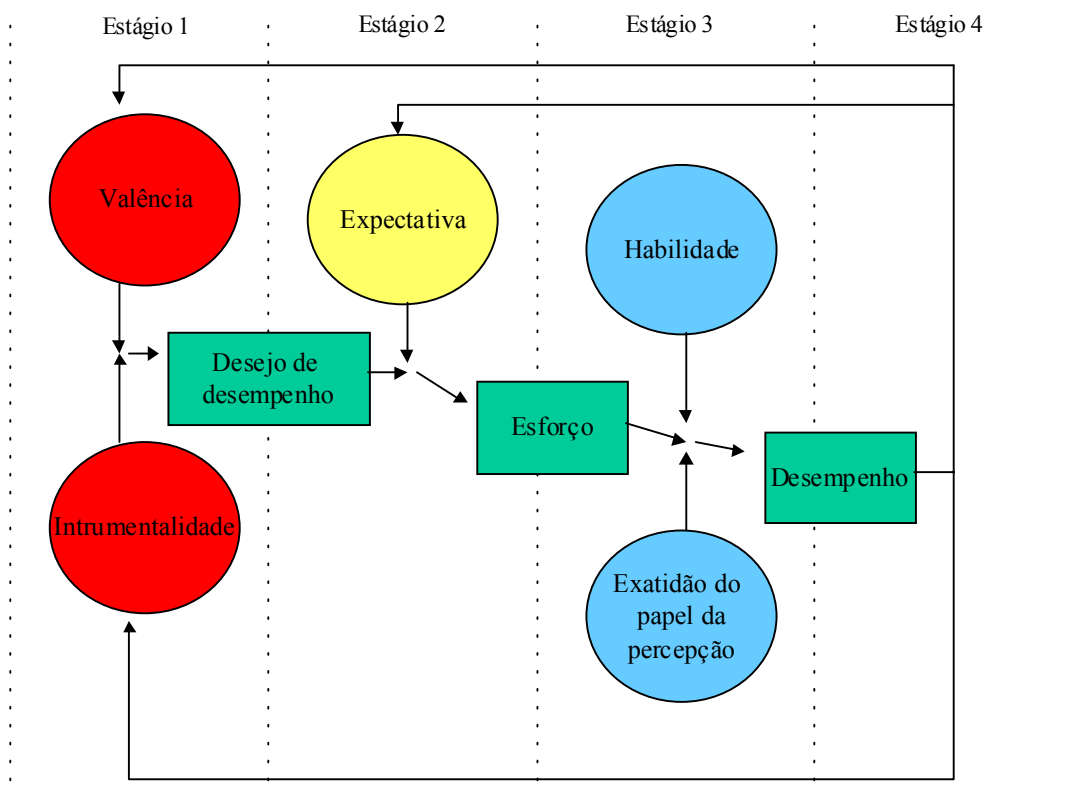 Estágio 1
Estágio 2
Estágio 3
Estágio 4
Valência
Expectativa
Habilidade
Desejo de
desempenho
Esforço
Desempenho
Intrumentalidade
Exatidão do
papel da
percepção